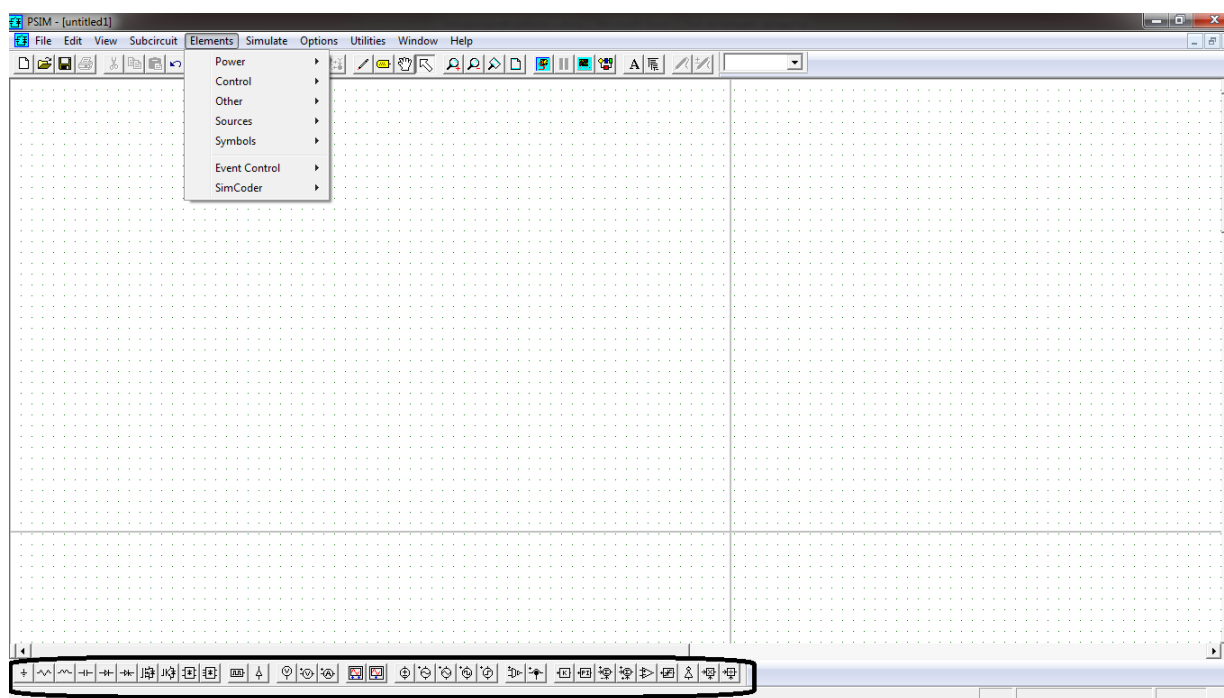 PSIM - [untitled1]
File Edit View Subcircuit Elements Simulate Options Utilities Window Help
Power
Control
Other
Sources
Symbols
Event Control
SimCoder
A
K
PI